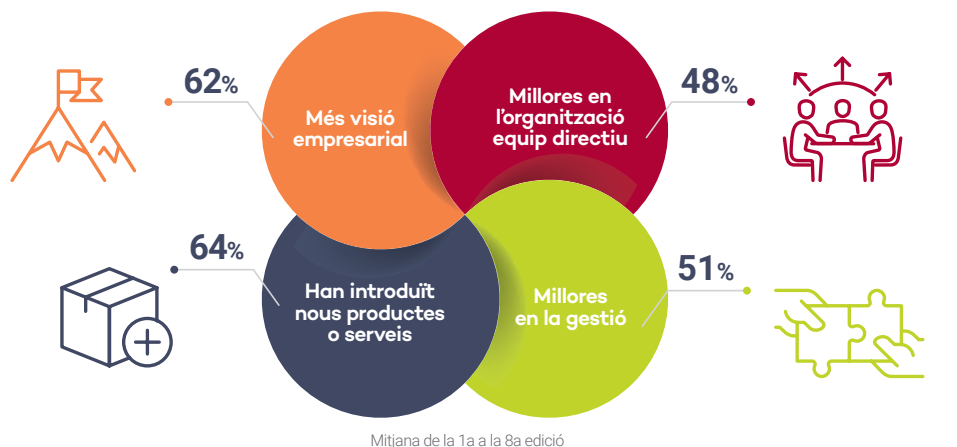 62%
Més visió
empresarial
48%
Millores en
l'organització
equip directiu
64%
Han introduït
nous productes
o serveis
51%
Millores
en la gestió
Mitjana de la 1a a la 8a edició